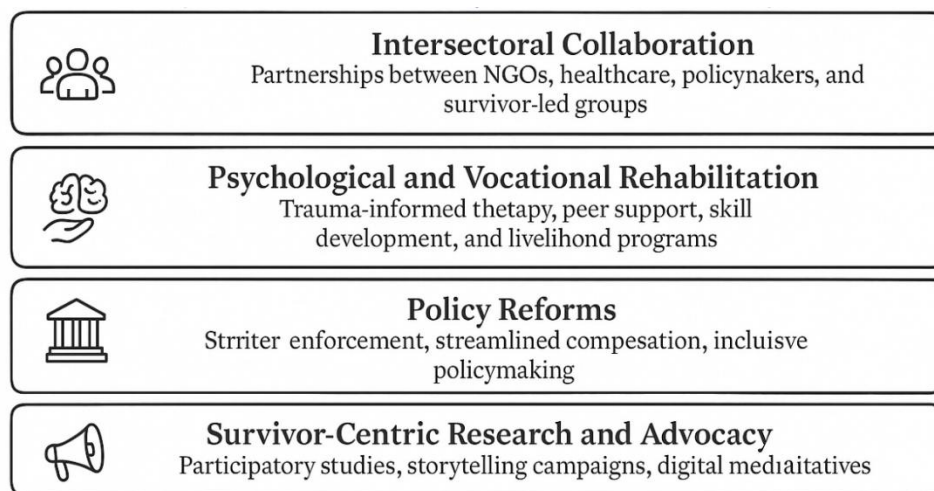 Intersectoral Collaboration
Partnerships between NGOs, healthcare, policynakers, and
survivor-led groups
Psychological and Vocational Rehabilitation
Trauma-informed thetapy, peer support, skill
development, and livelihond programs
Policy Reforms
Strriter enforcement, streamlined compesation, incluisve
policymaking
Survivor-Centric Research and Advocacy
Participatory studies, storytelling campaigns, digital medıaitatives